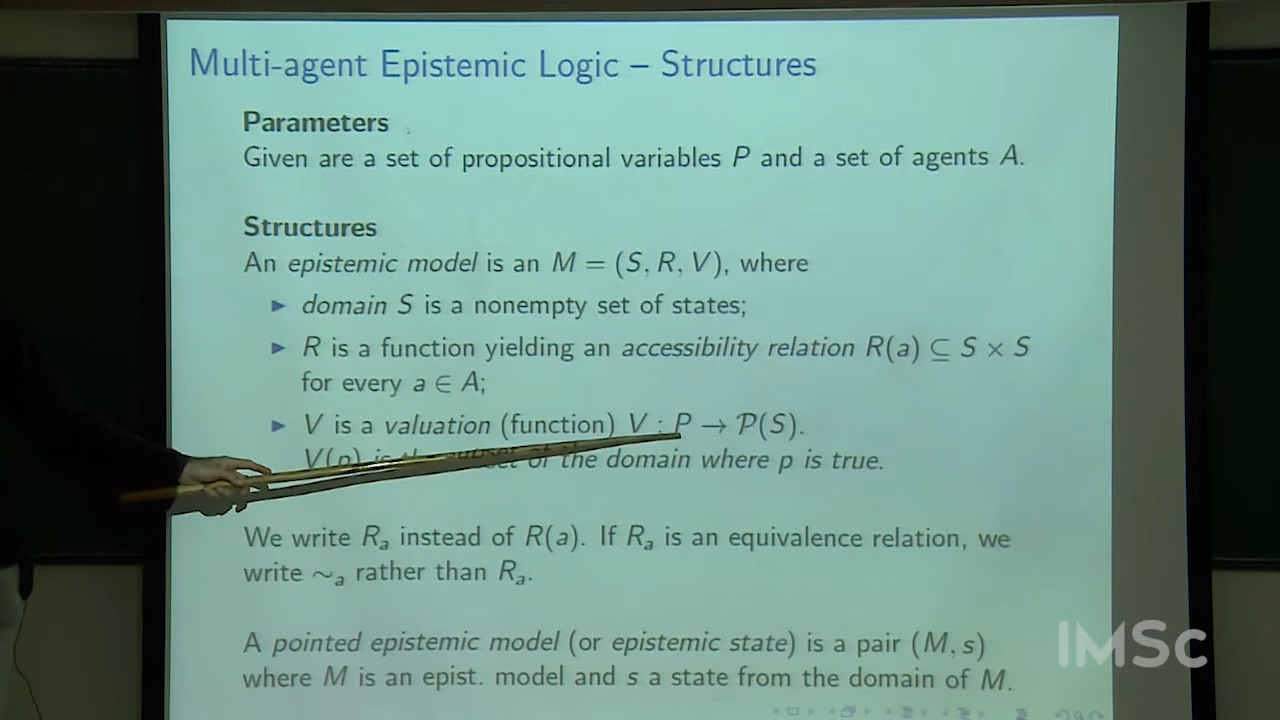 Multi-agent Epistemic Logic – Structures
Parameters
Given are a set of propositional variables P and a set of agents A.
Structures
An epistemic model is an M = (S, R, V), where
▶ domain S is a nonempty set of states;
▶ R is a function yielding an accessibility relation R(a) ⊆ S × S
for every a ∈ A;
▶ V is a valuation (function) V : P → 𝒫(S).
V(p) is the subset of the domain where p is true.
We write Rₐ instead of R(a). If Rₐ is an equivalence relation, we
write ∼ₐ rather than Rₐ.
A pointed epistemic model (or epistemic state) is a pair (M, s)
where M is an epist. model and s a state from the domain of M.
IMSc